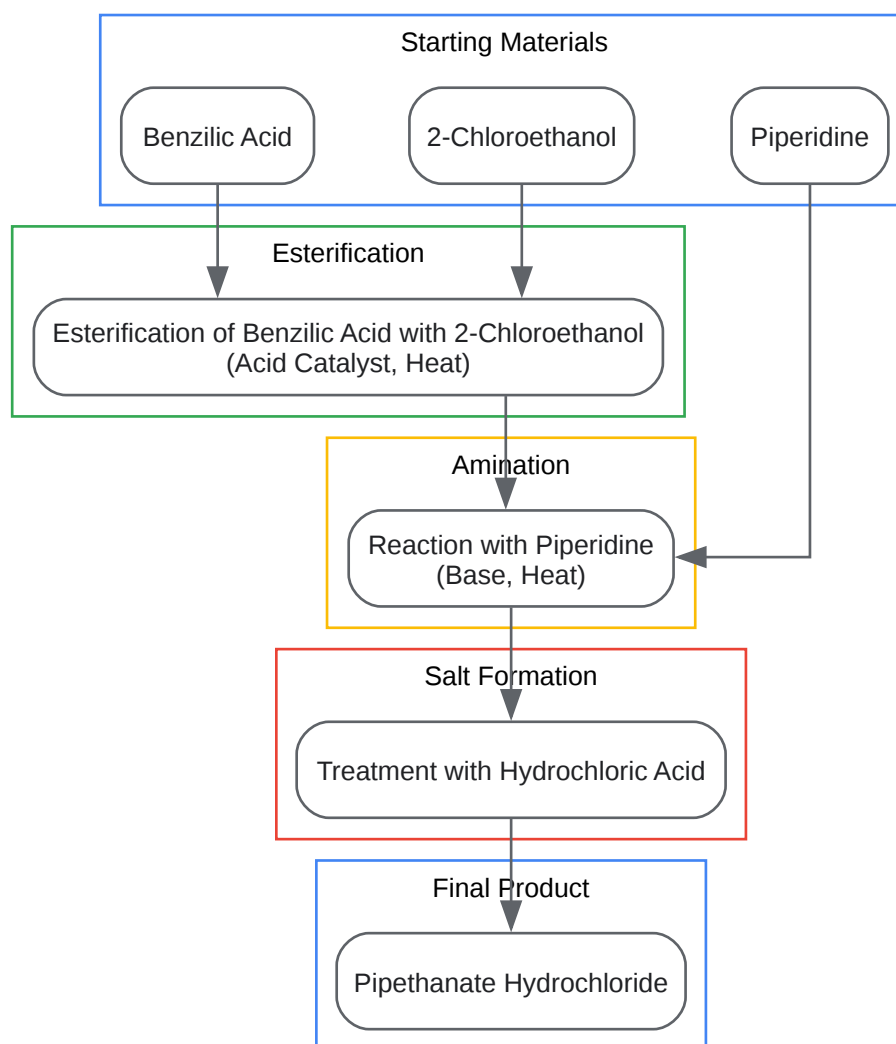 Starting Materials
Benzilic Acid
2-Chloroethanol
Piperidine
Esterification
Esterification of Benzilic Acid with 2-Chloroethanol
(Acid Catalyst, Heat)
Amination
Reaction with Piperidine
(Base, Heat)
Salt Formation
Treatment with Hydrochloric Acid
Final Product
Pipethanate Hydrochloride